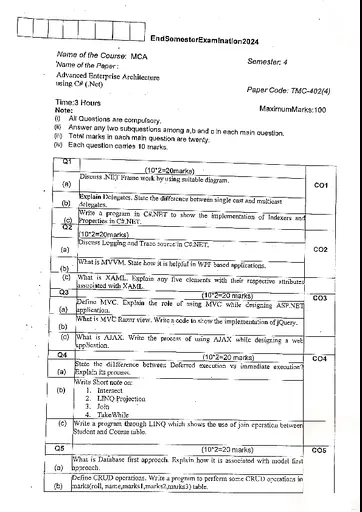 EndSemesterExamination2024
Name of the Course: MCA
Semester: 4
Name of the Paper:
Advanced Enterprise Architecture
using C# (.Net)
Paper Code: TMC-402(4)
Time:3 Hours
MaximumMarks:100
Note:
(i) All Questions are compulsory.
(ii) Answer any two subquestions among a,b and c in each main question.
(iii) Total marks in each main question are twenty.
(iv) Each question carries 10 marks.
Q1
(10*2=20marks)
(a) Discuss .NET Frame work by using suitable diagram.
CO1
(b) Explain Delegates. State the difference between single cast and multicast
delegates.
(c) Write a program in C#.NET to show the implementation of Indexers and
Properties in C#.NET.
Q2
(10*2=20marks)
(a) Discuss Logging and Trace source in C#.NET.
CO2
(b) What is MVVM. State how it is helpful in WPF based applications.
(c) What is XAML. Explain any five elements with their respective attributes
associated with XAML.
Q3
(10*2=20 marks)
CO3
(a) Define MVC. Explain the role of using MVC while designing ASP.NET
application.
(b) What is MVC Razor view. Write a code to show the implementation of jQuery.
(c) What is AJAX. Write the process of using AJAX while designing a web
application.
Q4
(10*2=20 marks)
CO4
(a) State the difference between Deferred execution vs immediate execution?
Explain its process.
(b) Write Short note on:
1. Intersect
2. LINQ Projection
3. Join
4. TakeWhile
(c) Write a program through LINQ which shows the use of join operation between
Student and Course table.
Q5
(10*2=20 marks)
CO5
(a) What is Database first approach. Explain how it is associated with model first
approach.
(b) Define CRUD operations. Write a program to perform some CRUD operations in
marks(roll, name,marks1,marks2,marks3) table.